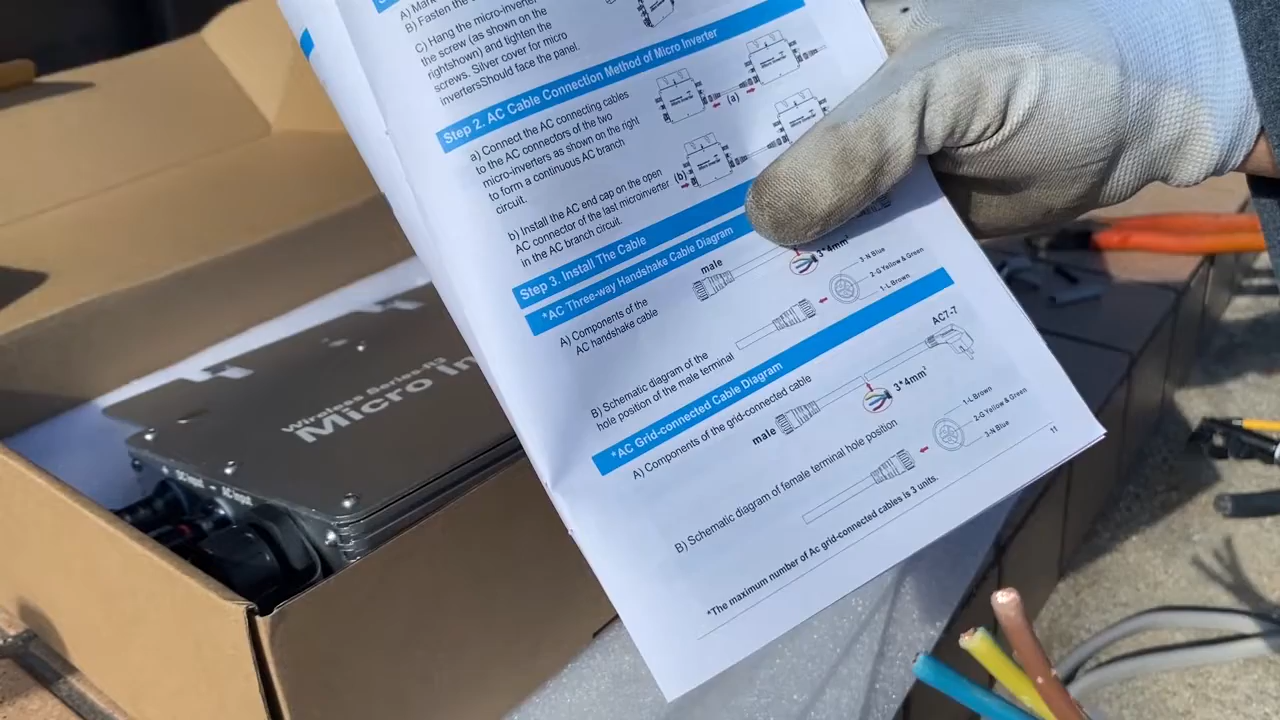 A) Mark
B) Fasten the
C) Hang the micro-inverter
the screw (as shown on the
rightshown) and tighten the
screws. Silver cover for micro
invertersShould face the panel.
Step 2. AC Cable Connection Method of Micro Inverter
a) Connect the AC connecting cables
to the AC connectors of the two
micro-inverters as shown on the right
to form a continuous AC branch
circuit.
(a)
b) Install the AC end cap on the open
AC connector of the last microinverter
in the AC branch circuit.
(b)
Step 3. Install The Cable
*AC Three-way Handshake Cable Diagram
A) Components of the
AC handshake cable
male
3*4mm²
B) Schematic diagram of the
hole position of the male terminal
3-N Blue
2-G Yellow & Green
1-L Brown
*AC Grid-connected Cable Diagram
A) Components of the grid-connected cable
male
3*4mm²
AC7-7
B) Schematic diagram of female terminal hole position
1-L Brown
2-G Yellow & Green
3-N Blue
*The maximum number of Ac grid-connected cables is 3 units.
11
Wireless Series-
Micro In
DC Input
AC Input